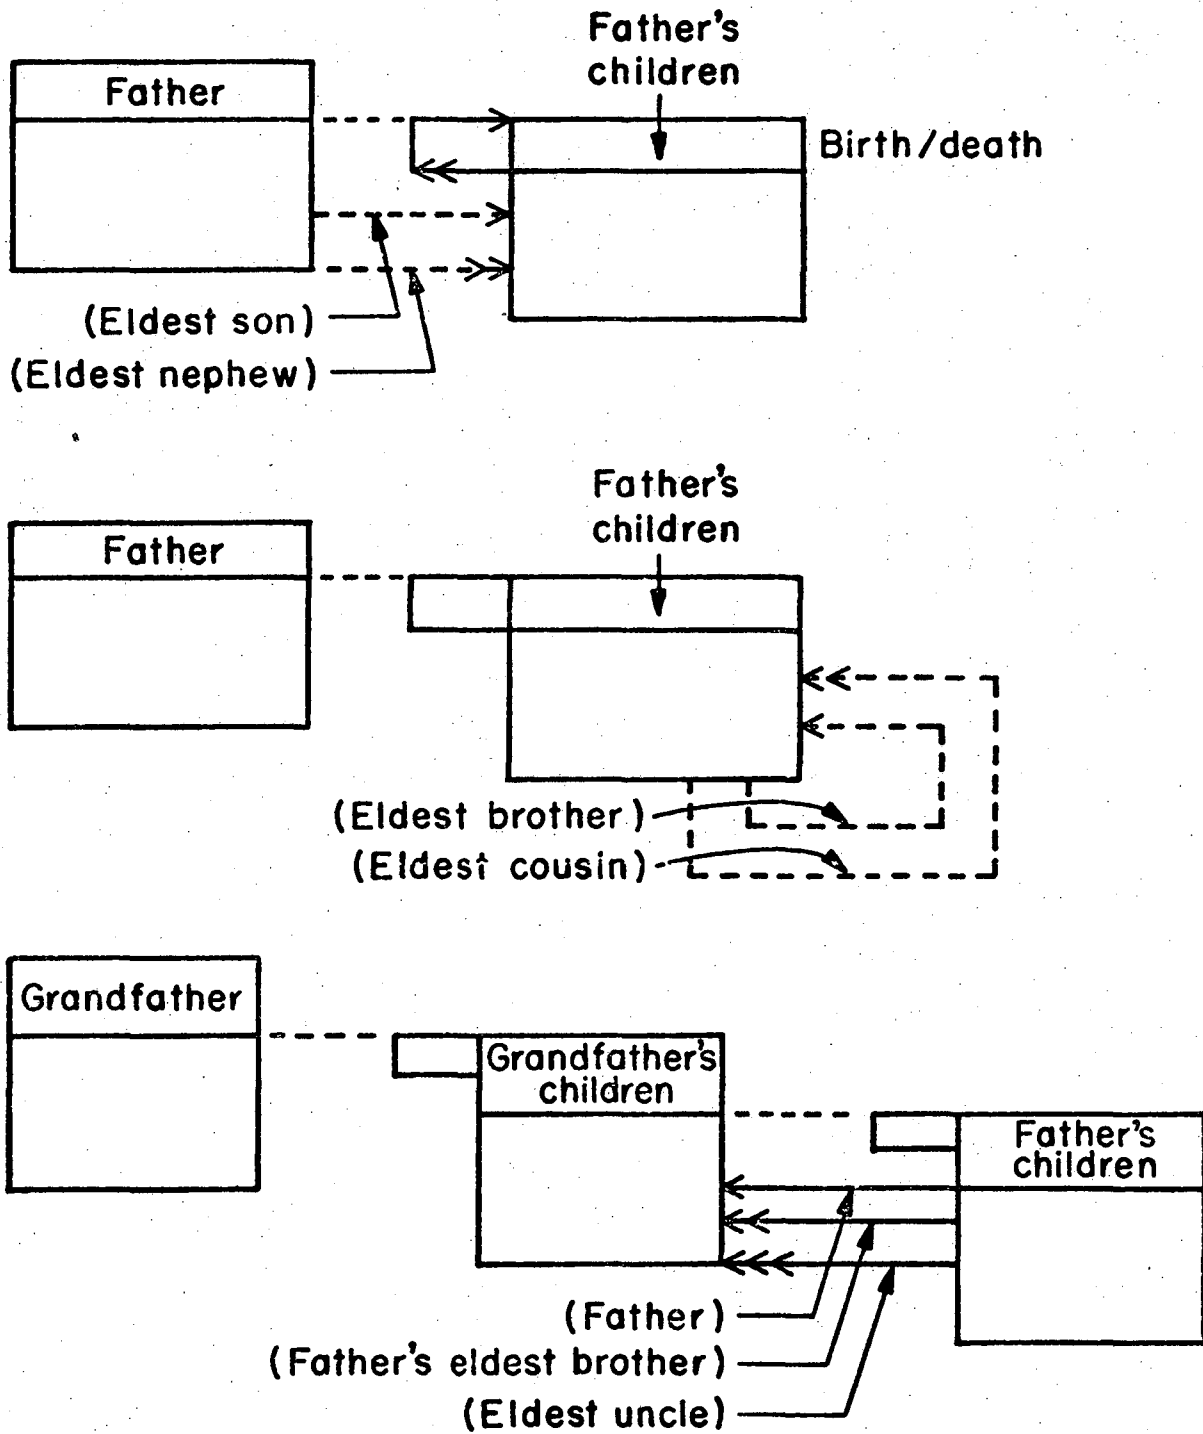 Father's
children
Father
Birth/death
(Eldest son)
(Eldest nephew)
Father's
children
Father
(Eldest brother)
(Eldest cousin)
Grandfather
Grandfather's
children
Father's
children
(Father)
(Father's eldest brother)
(Eldest uncle)